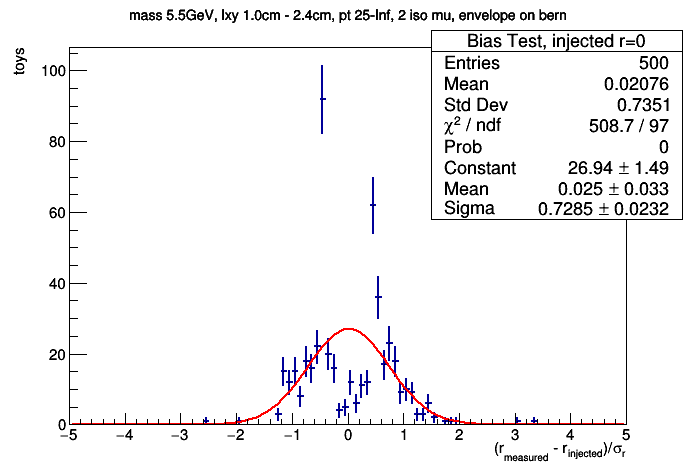 mass 5.5GeV, lxy 1.0cm - 2.4cm, pt 25-Inf, 2 iso mu, envelope on bern
Bias Test, injected r=0
Entries 500
Mean 0.02076
Std Dev 0.7351
χ² / ndf 508.7 / 97
Prob 0
Constant 26.94 ± 1.49
Mean 0.025 ± 0.033
Sigma 0.7285 ± 0.0232
toys
100
80
60
40
20
0
−5 −4 −3 −2 −1 0 1 2 3 4 5
(r_measured - r_injected)/σ_r